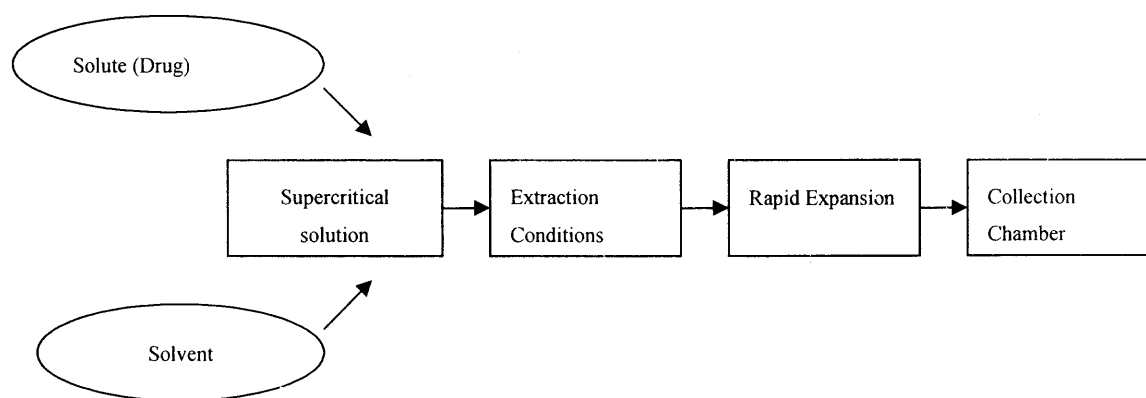 Solute (Drug)
Supercritical
solution
Extraction
Conditions
Rapid Expansion
Collection
Chamber
Solvent